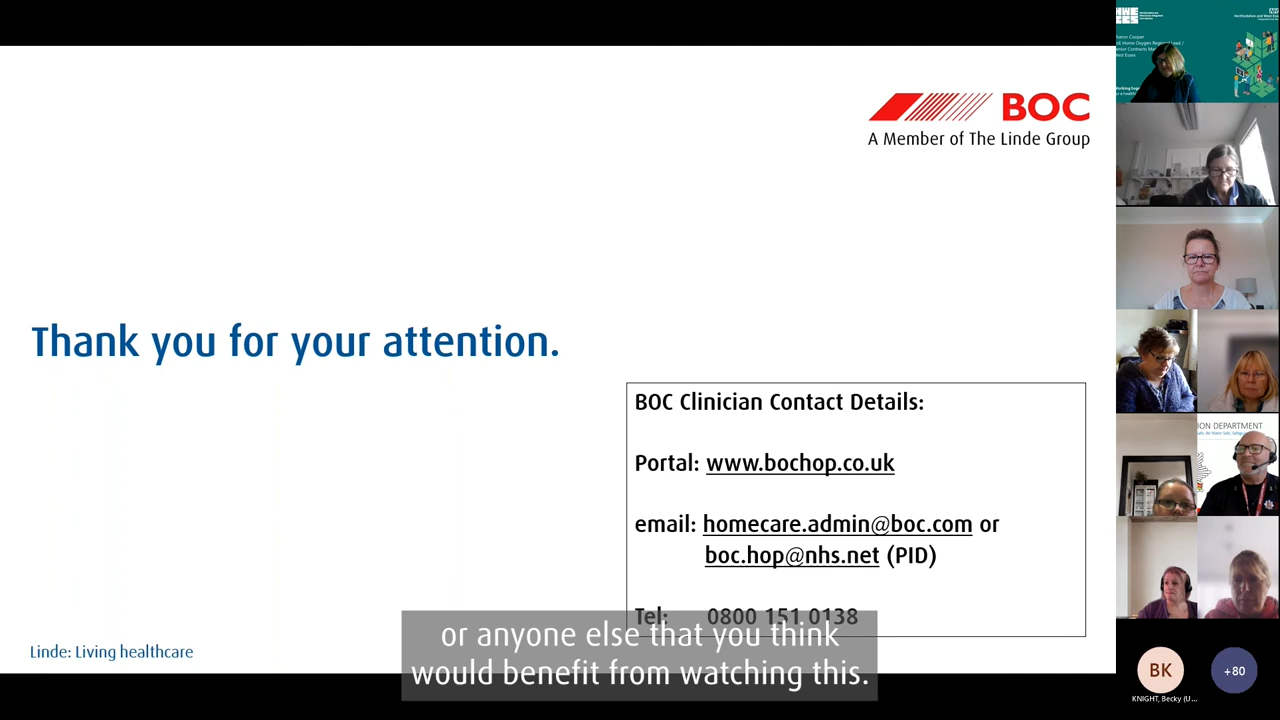 BOC
A Member of The Linde Group
Thank you for your attention.
BOC Clinician Contact Details:
Portal: www.bochop.co.uk
email: homecare.admin@boc.com or
boc.hop@nhs.net (PID)
Tel: 0800 151 0138
or anyone else that you think
would benefit from watching this.
Linde: Living healthcare
ION DEPARTMENT
BK
+80
KNIGHT, Becky (U...